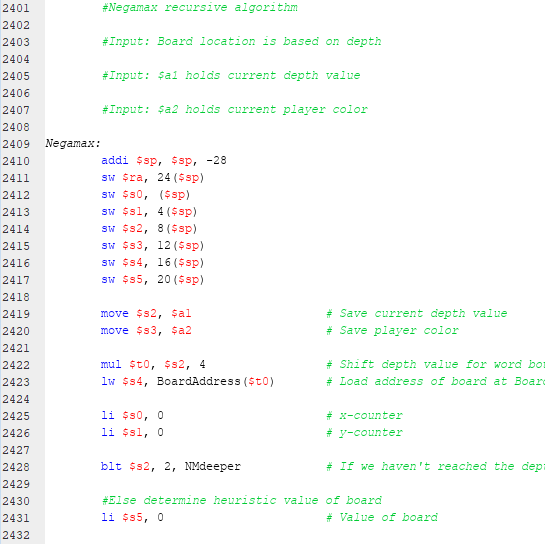 2401 #Negamax recursive algorithm
2402
2403 #Input: Board location is based on depth
2404
2405 #Input: $a1 holds current depth value
2406
2407 #Input: $a2 holds current player color
2408
2409 Negamax:
2410 addi $sp, $sp, -28
2411 sw $ra, 24($sp)
2412 sw $s0, ($sp)
2413 sw $s1, 4($sp)
2414 sw $s2, 8($sp)
2415 sw $s3, 12($sp)
2416 sw $s4, 16($sp)
2417 sw $s5, 20($sp)
2418
2419 move $s2, $a1 # Save current depth value
2420 move $s3, $a2 # Save player color
2421
2422 mul $t0, $s2, 4 # Shift depth value for word
2423 lw $s4, BoardAddress($t0) # Load address of board at
2424
2425 li $s0, 0 # x-counter
2426 li $s1, 0 # y-counter
2427
2428 blt $s2, 2, NMdeeper # If we haven't reached the
2429
2430 #Else determine heuristic value of board
2431 li $s5, 0 # Value of board
2432